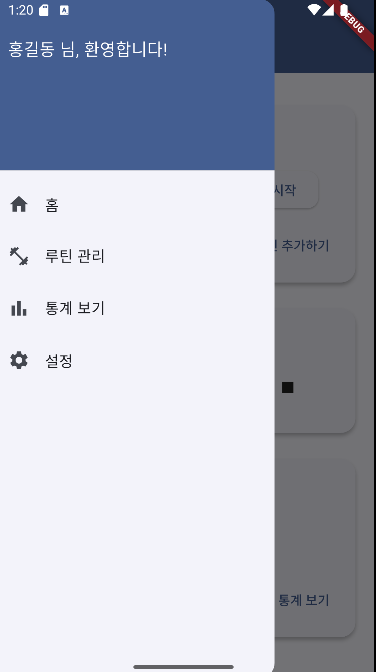 1:20
DEBUG
홍길동 님, 환영합니다!
시작
추가하기
홈
루틴 관리
통계 보기
설정
통계 보기